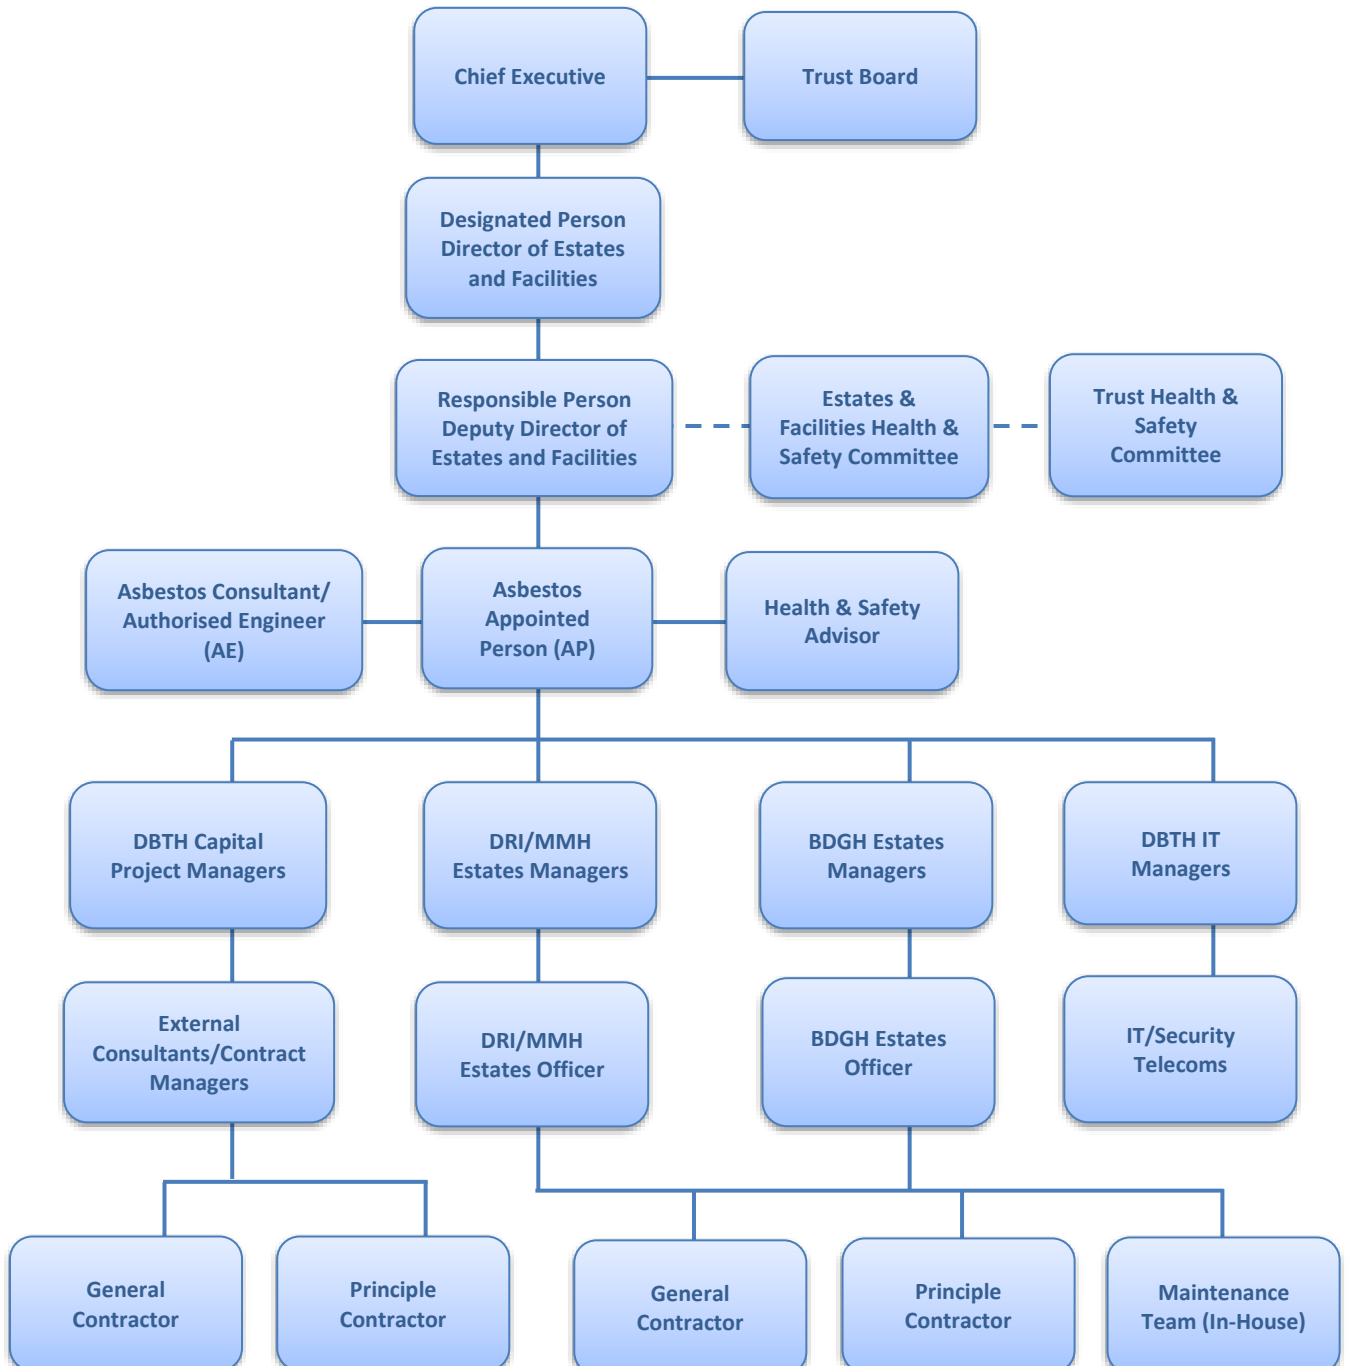 Chief Executive
Trust Board
Designated Person
Director of Estates
and Facilities
Responsible Person
Deputy Director of
Estates and Facilities
Estates &
Facilities Health &
Safety Committee
Trust Health &
Safety
Committee
Asbestos Consultant/
Authorised Engineer
(AE)
Asbestos
Appointed
Person (AP)
Health & Safety
Advisor
DBTH Capital
Project Managers
DRI/MMH
Estates Managers
BDGH Estates
Managers
DBTH IT
Managers
External
Consultants/Contract
Managers
DRI/MMH
Estates Officer
BDGH Estates
Officer
IT/Security
Telecoms
General
Contractor
Principle
Contractor
General
Contractor
Principle
Contractor
Maintenance
Team (In-House)